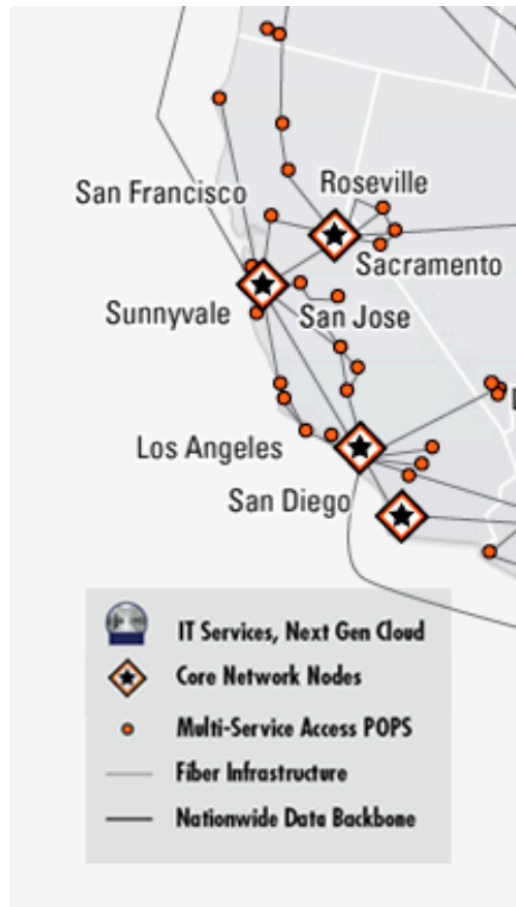 San Francisco
Roseville
Sacramento
Sunnyvale
San Jose
Los Angeles
San Diego
IT Services, Next Gen Cloud
Core Network Nodes
Multi-Service Access POPS
Fiber Infrastructure
Nationwide Data Backbone